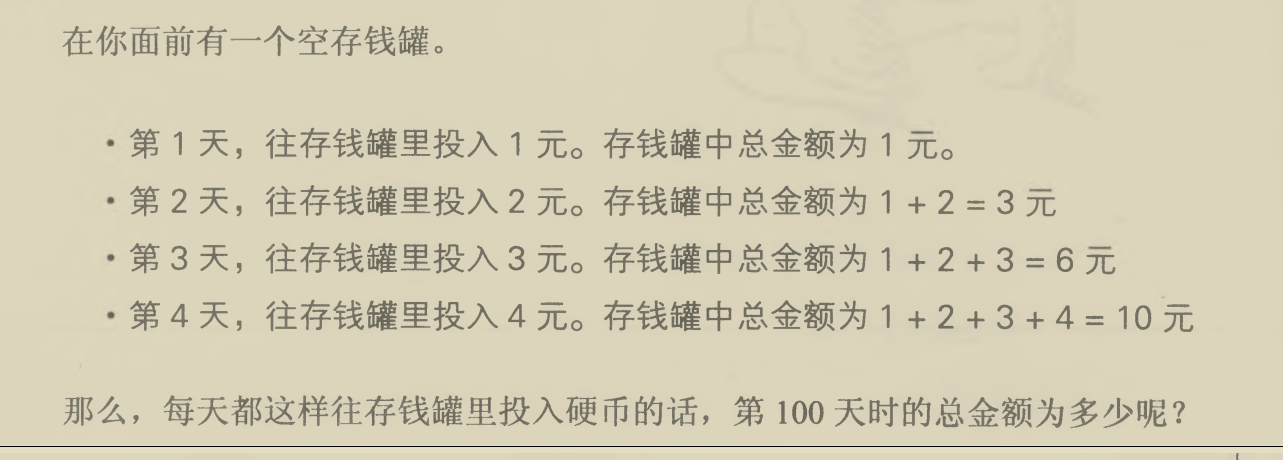 在你面前有一个空存钱罐。
·第 1 天，往存钱罐里投入 1 元。存钱罐中总金额为 1 元。
·第 2 天，往存钱罐里投入 2 元。存钱罐中总金额为 1 + 2 = 3 元
·第 3 天，往存钱罐里投入 3 元。存钱罐中总金额为 1 + 2 + 3 = 6 元
·第 4 天，往存钱罐里投入 4 元。存钱罐中总金额为 1 + 2 + 3 + 4 = 10 元
那么，每天都这样往存钱罐里投入硬币的话，第 100 天时的总金额为多少呢？